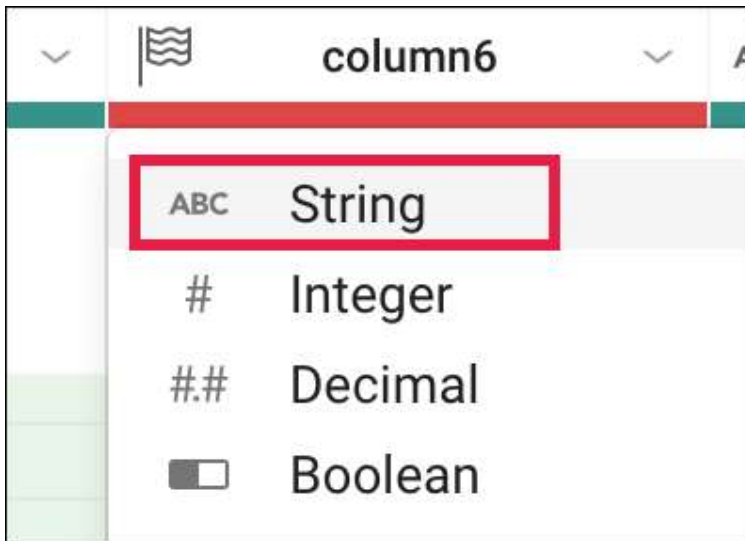 column6
ABC String
# Integer
#.# Decimal
Boolean